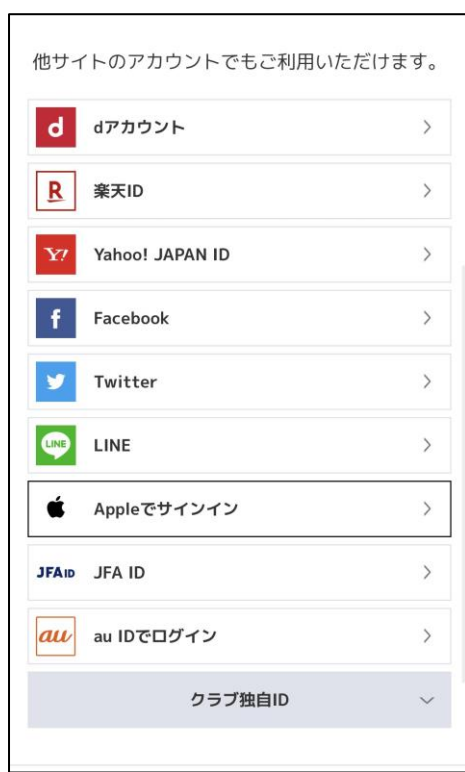 他サイトのアカウントでもご利用いただけます。
d dアカウント
R 楽天ID
Y! Yahoo! JAPAN ID
f Facebook
Twitter
LINE LINE
Appleでサインイン
JFAID JFA ID
au au IDでログイン
クラブ独自ID